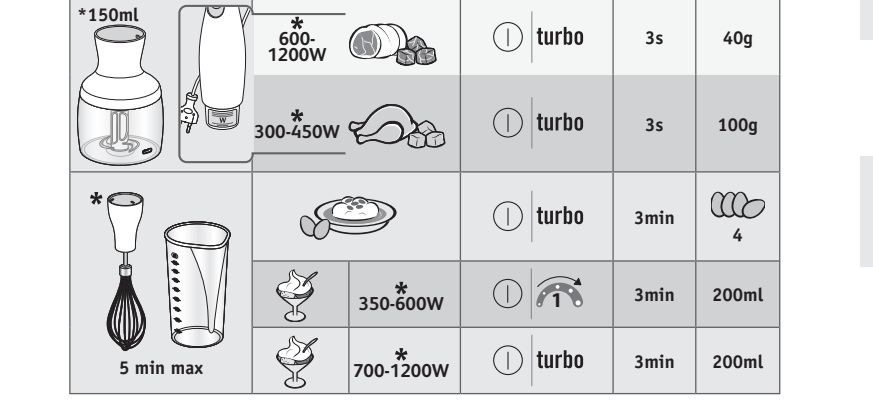 *150ml
W
*
600-
1200W
turbo
3s
40g
*
300-450W
turbo
3s
100g
*
5 min max
turbo
3min
4
*
350-600W
1
3min
200ml
*
700-1200W
turbo
3min
200ml